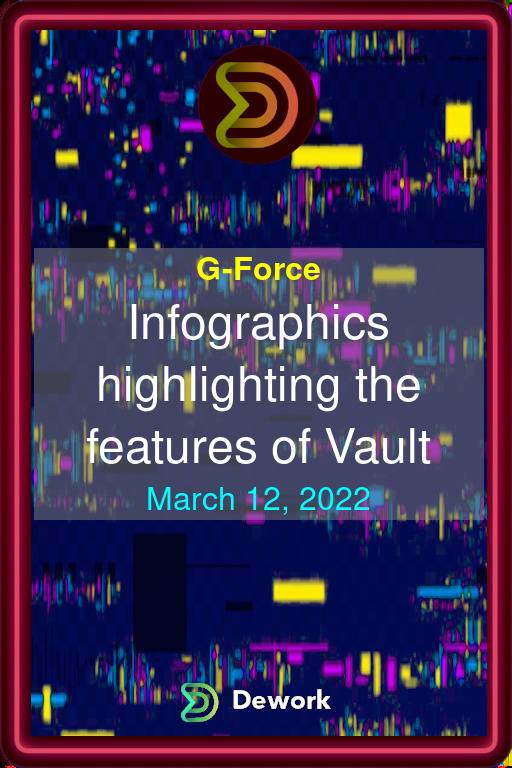 G-Force
Infographics
highlighting the
features of Vault
March 12, 2022
Dework